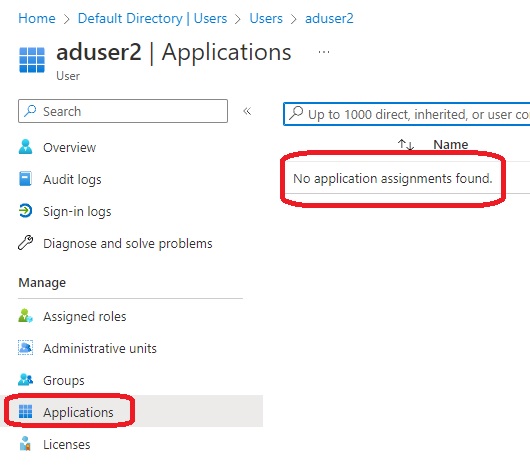 Home > Default Directory | Users > Users > aduser2
aduser2 | Applications ...
User
Search
«
Up to 1000 direct, inherited, or user co
Overview
Name
Audit logs
No application assignments found.
Sign-in logs
Diagnose and solve problems
Manage
Assigned roles
Administrative units
Groups
Applications
Licenses